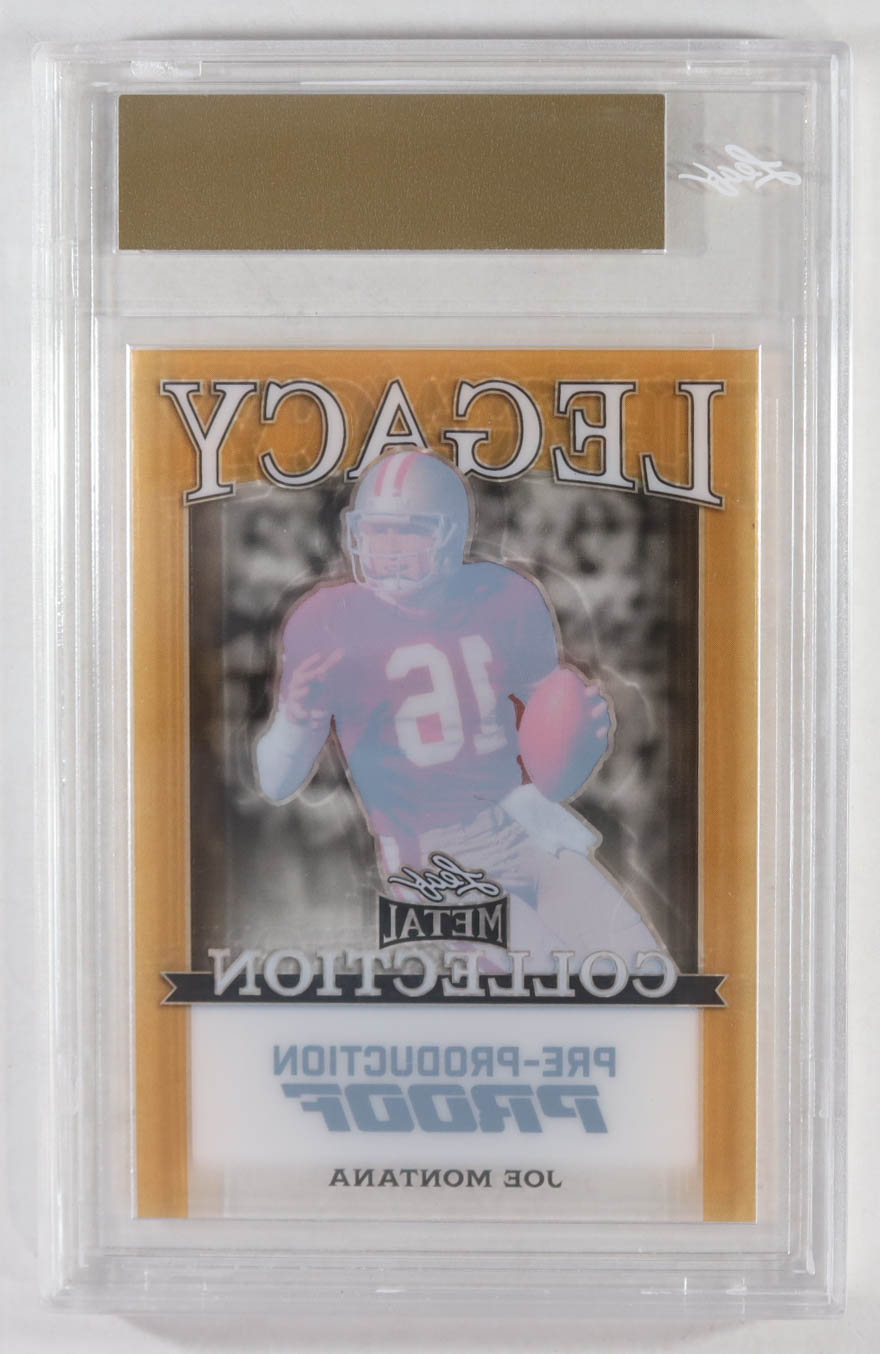 Leaf
LEGACY
16
Leaf
METAL
COLLECTION
PRE-PRODUCTION
PROOF
JOE MONTANA